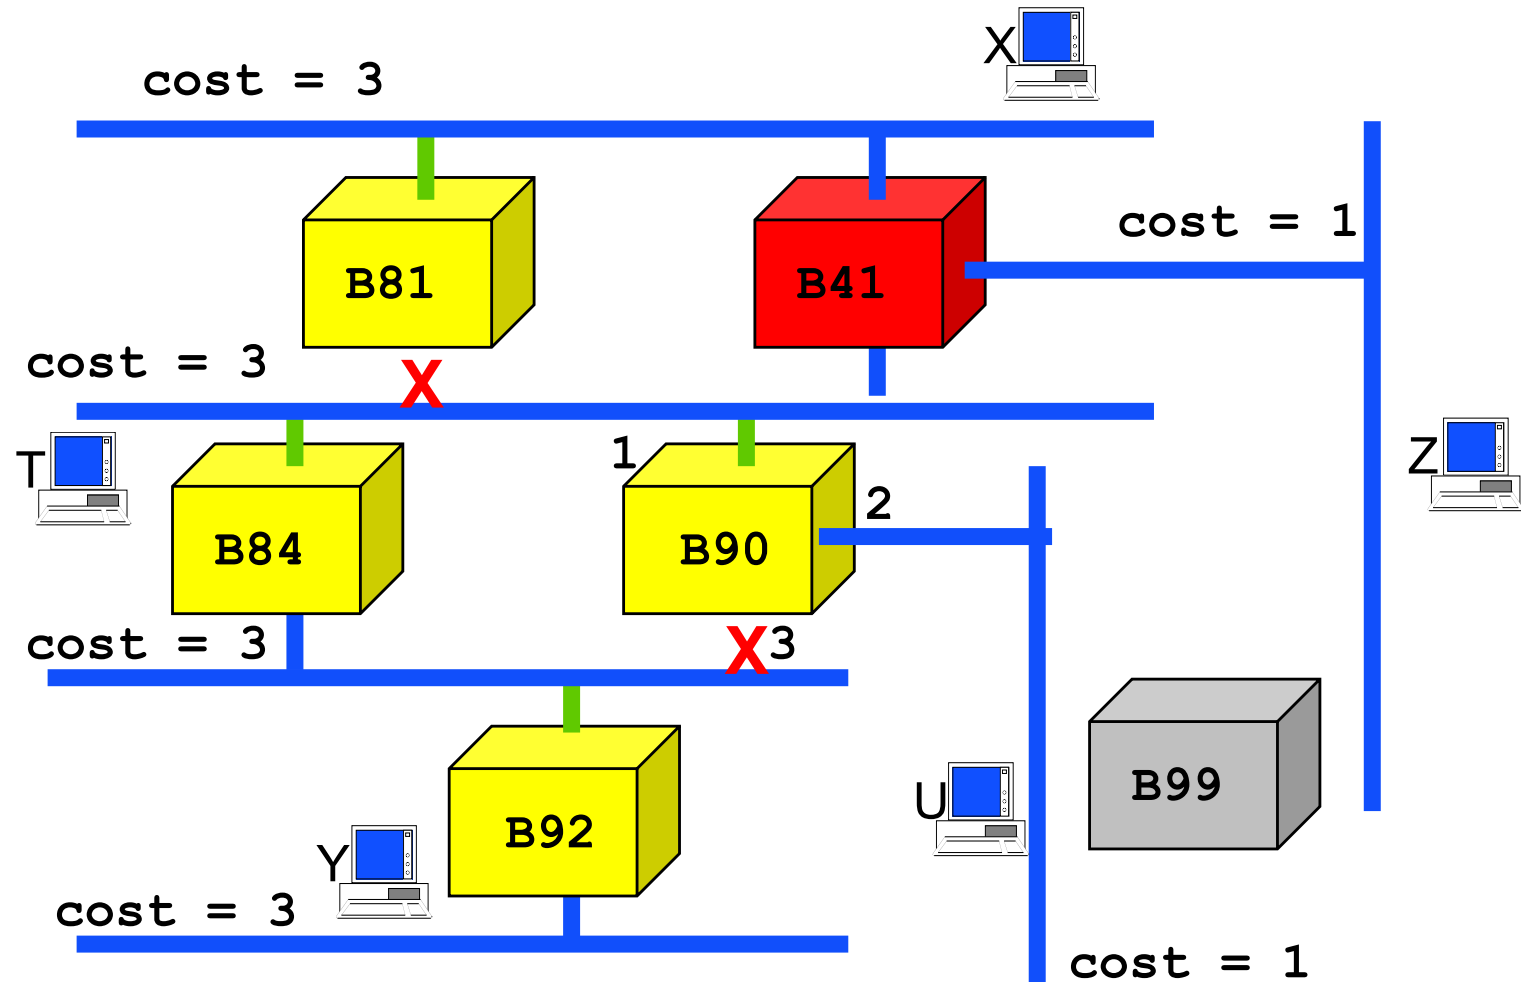 X
cost = 3
cost = 1
B81
B41
cost = 3
X
T
1
Z
2
B84
B90
cost = 3
X
3
B99
U
B92
Y
cost = 3
cost = 1